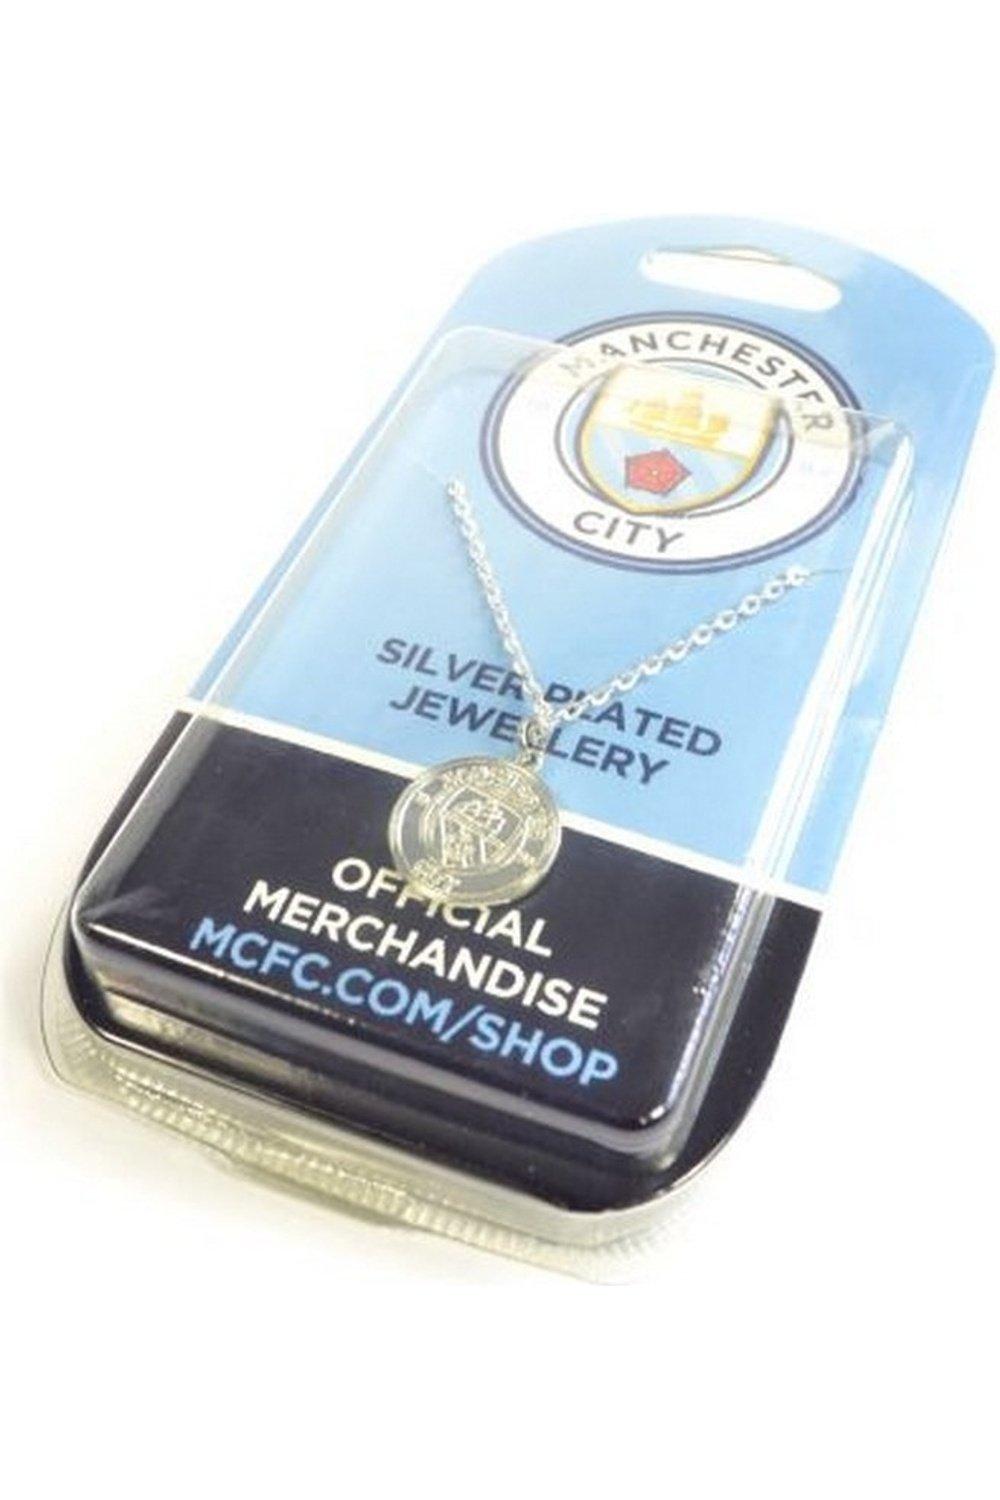 MANCHESTER
CITY
SILVER PLATED
JEWELLERY
OFFICIAL
MERCHANDISE
MCFC.COM/SHOP